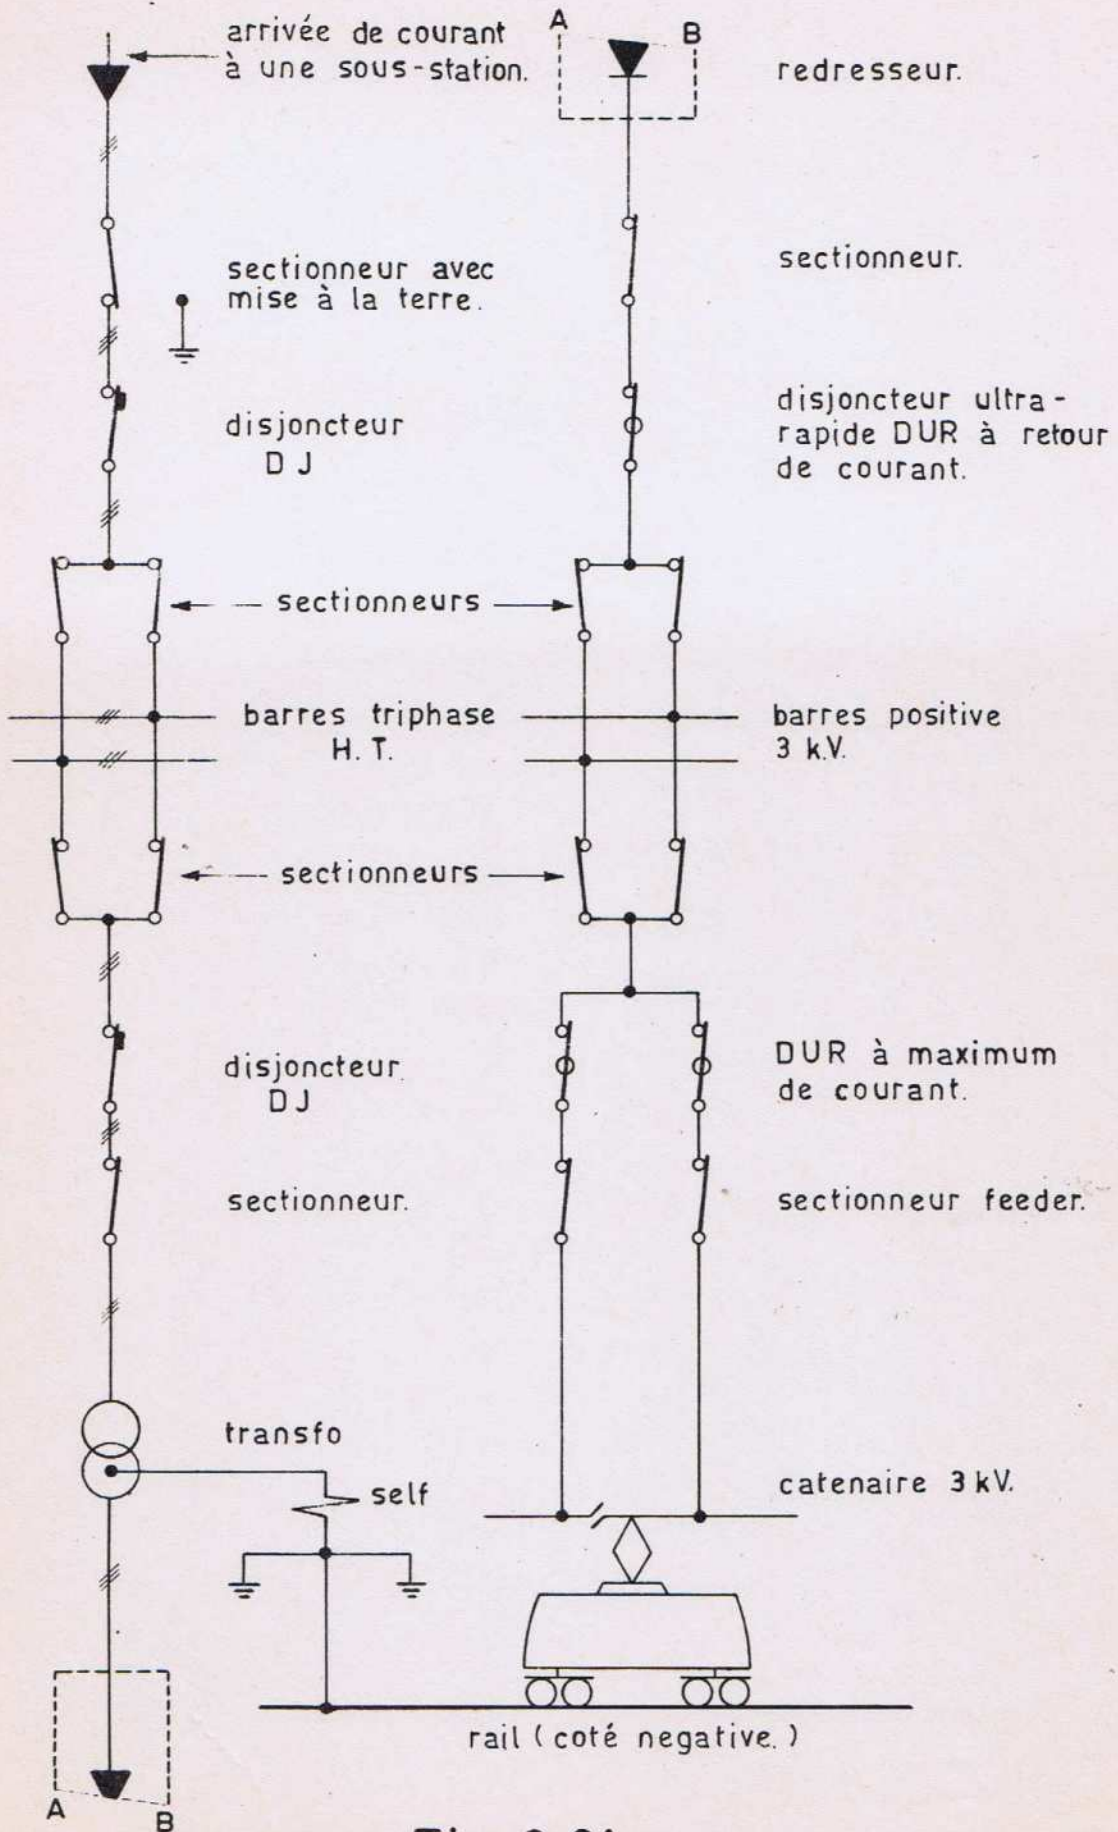 arrivée de courant
à une sous-station.
A
B
redresseur.
sectionneur avec
mise à la terre.
sectionneur.
disjoncteur
D J
disjoncteur ultra-
rapide DUR à retour
de courant.
sectionneurs
barres triphase
H. T.
barres positive
3 kV.
sectionneurs
disjoncteur
DJ
DUR à maximum
de courant.
sectionneur.
sectionneur feeder.
transfo
self
catenaire 3 kV.
rail (coté negative.)
A
B